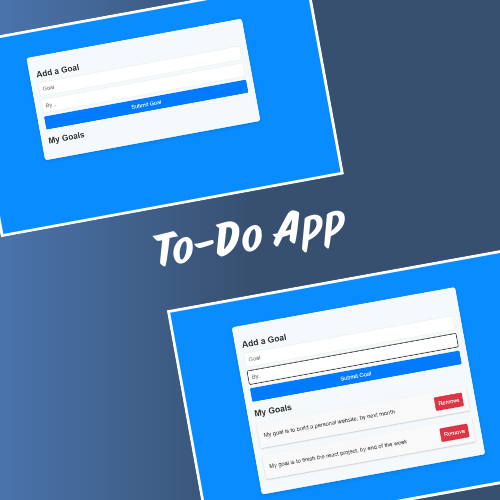 Add a Goal
Goal
By...
Submit Goal
My Goals
To-Do App
Add a Goal
Goal
By...
Submit Goal
My Goals
My goal is to build a personal website, by next month
Remove
My goal is to finish the react project, by end of the week
Remove